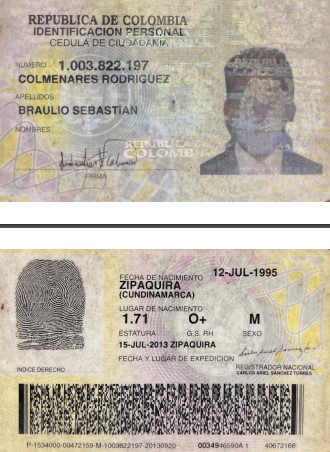 REPUBLICA DE COLOMBIA
IDENTIFICACION PERSONAL
CEDULA DE CIUDADANIA
NUMERO 1.003.822.197
COLMENARES RODRIGUEZ
APELLIDOS
BRAULIO SEBASTIAN
NOMBRES
REPUBLICA DE
COLOMB
FIRMA
FECHA DE NACIMIENTO 12-JUL-1995
ZIPAQUIRA
(CUNDINAMARCA)
LUGAR DE NACIMIENTO
1.71 O+ M
ESTATURA G.S. RH SEXO
15-JUL-2013 ZIPAQUIRA
FECHA Y LUGAR DE EXPEDICION
REGISTRADOR NACIONAL
CARLOS ARIEL SANCHEZ TORRES
INDICE DERECHO
P-1534000-00472159-M-1003822197-20130920 0034946590A 1 40672168